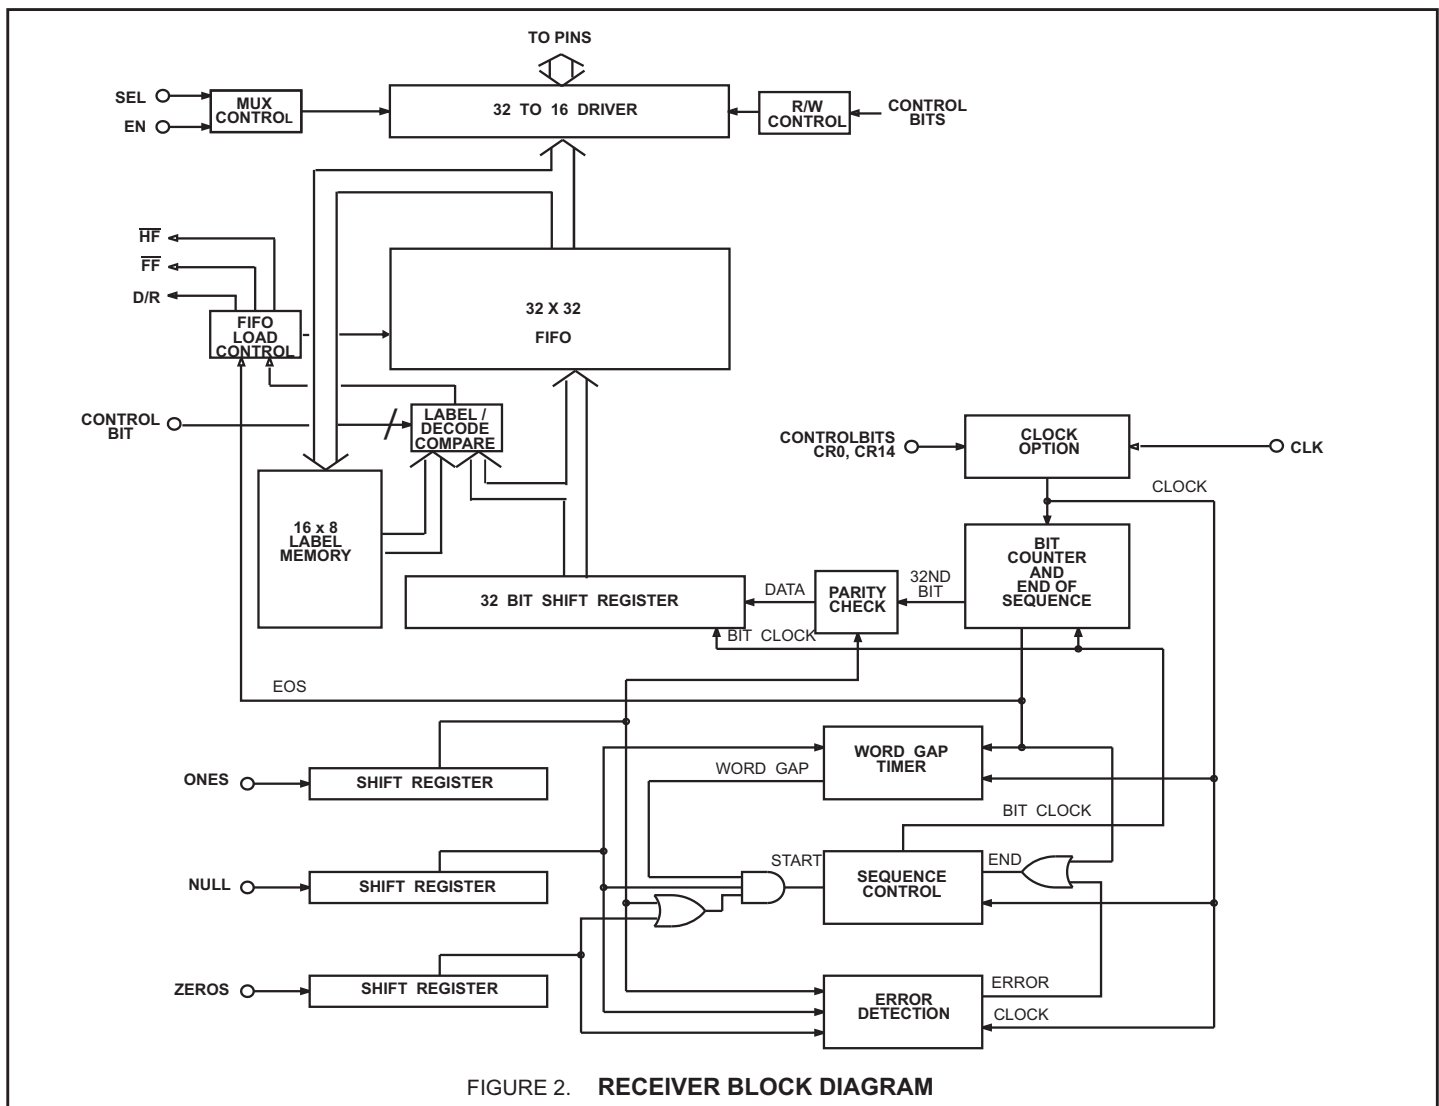 TO PINS
SEL
EN
MUX
CONTROL
32 TO 16 DRIVER
R/W
CONTROL
CONTROL
BITS
HF
FF
D/R
FIFO
LOAD
CONTROL
32 X 32
FIFO
CONTROL
BIT
LABEL /
DECODE
COMPARE
CONTROLBITS
CR0, CR14
CLOCK
OPTION
CLK
CLOCK
16 x 8
LABEL
MEMORY
BIT
COUNTER
AND
END OF
SEQUENCE
32 BIT SHIFT REGISTER
DATA
PARITY
CHECK
32ND
BIT
BIT CLOCK
EOS
ONES
SHIFT REGISTER
WORD GAP
WORD GAP
TIMER
BIT CLOCK
NULL
SHIFT REGISTER
START
SEQUENCE
CONTROL
END
ZEROS
SHIFT REGISTER
ERROR
DETECTION
ERROR
CLOCK
FIGURE 2. RECEIVER BLOCK DIAGRAM